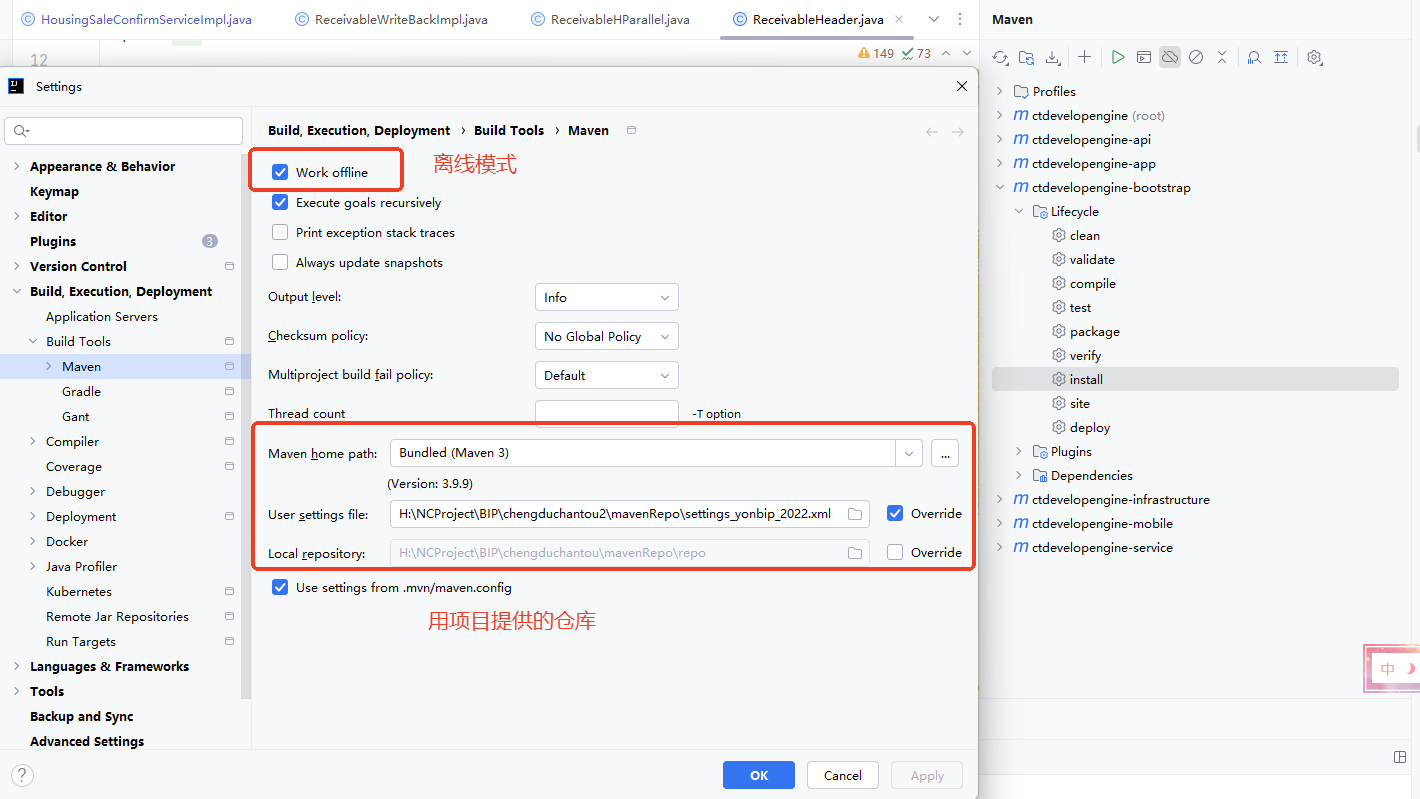 HousingSaleConfirmServiceImpl.java
ReceivableWriteBackImpl.java
ReceivableHParallel.java
ReceivableHeader.java
Maven
12
149
73
Settings
Profiles
ctdevelopengine (root)
ctdevelopengine-api
ctdevelopengine-app
ctdevelopengine-bootstrap
Lifecycle
clean
validate
compile
test
package
verify
install
site
deploy
Plugins
Dependencies
ctdevelopengine-infrastructure
ctdevelopengine-mobile
ctdevelopengine-service
Appearance & Behavior
Keymap
Editor
Plugins 3
Version Control
Build, Execution, Deployment
Application Servers
Build Tools
Maven
Gradle
Gant
Compiler
Coverage
Debugger
Deployment
Docker
Java Profiler
Kubernetes
Remote Jar Repositories
Run Targets
Languages & Frameworks
Tools
Backup and Sync
Advanced Settings
Build, Execution, Deployment › Build Tools › Maven
Work offline
离线模式
Execute goals recursively
Print exception stack traces
Always update snapshots
Output level: Info
Checksum policy: No Global Policy
Multiproject build fail policy: Default
Thread count -T option
Maven home path: Bundled (Maven 3) ...
(Version: 3.9.9)
User settings file: H:\NCProject\BIP\chengduchantou2\mavenRepo\settings_yonbip_2022.xml Override
Local repository: H:\NCProject\BIP\chengduchantou\mavenRepo\repo Override
Use settings from .mvn/maven.config
用项目提供的仓库
中
?
OK
Cancel
Apply